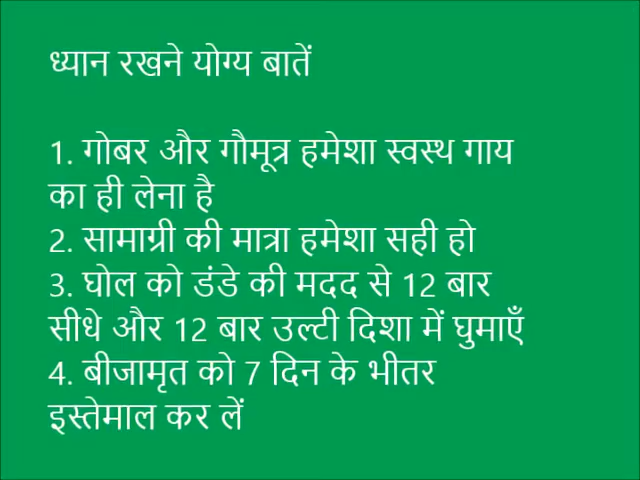 ध्यान रखने योग्य बातें
1. गोबर और गौमूत्र हमेशा स्वस्थ गाय
का ही लेना है
2. सामाग्री की मात्रा हमेशा सही हो
3. घोल को डंडे की मदद से 12 बार
सीधे और 12 बार उल्टी दिशा में घुमाएँ
4. बीजामृत को 7 दिन के भीतर
इस्तेमाल कर लें